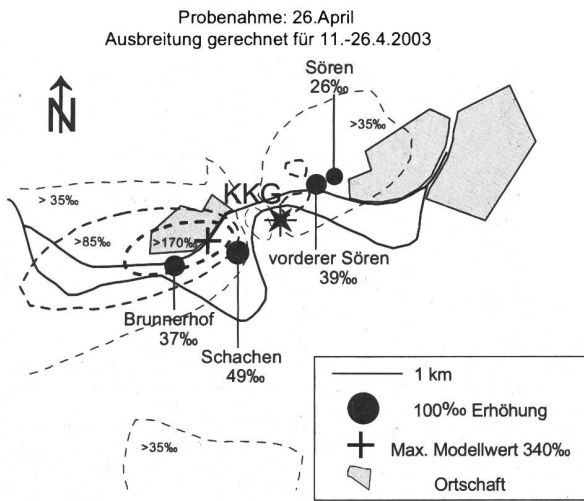 Probenahme: 26.April
Ausbreitung gerechnet für 11.-26.4.2003
Sören
26‰
>35‰
N
KKG
>35‰
>85‰
>170‰
vorderer Sören
39‰
Brunnerhof
37‰
Schachen
49‰
>35‰
1 km
100‰ Erhöhung
Max. Modellwert 340‰
Ortschaft